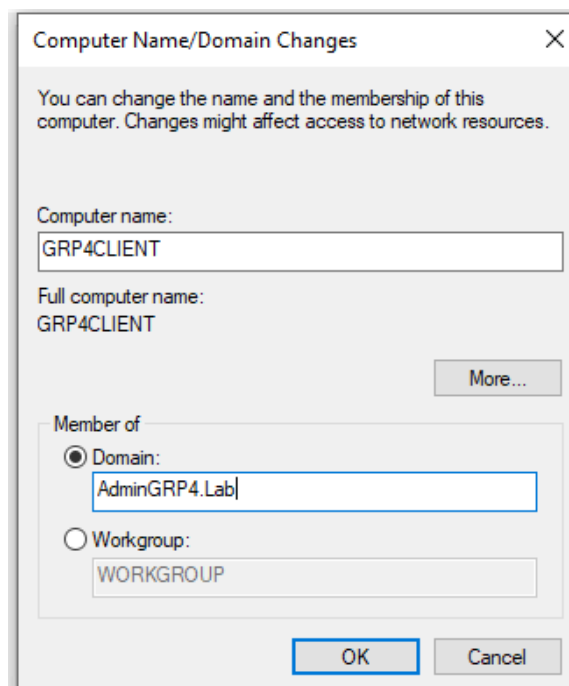 Computer Name/Domain Changes
You can change the name and the membership of this
computer. Changes might affect access to network resources.
Computer name:
GRP4CLIENT
Full computer name:
GRP4CLIENT
More...
Member of
Domain:
AdminGRP4.Lab
Workgroup:
WORKGROUP
OK Cancel